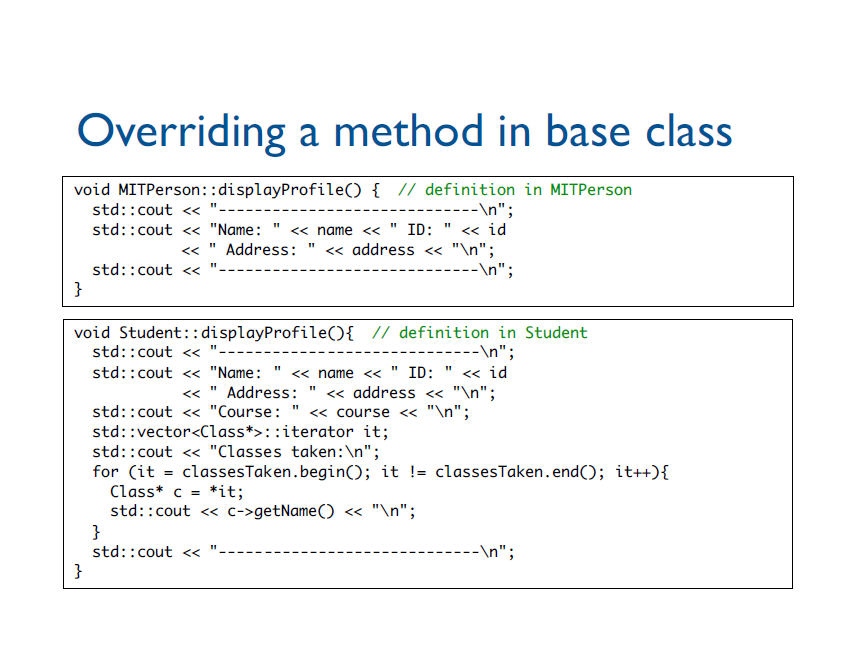 Overriding a method in base class
void MITPerson::displayProfile() {  // definition in MITPerson
  std::cout << "-----------------------------\n";
  std::cout << "Name: " << name << " ID: " << id
            << " Address: " << address << "\n";
  std::cout << "-----------------------------\n";
}
void Student::displayProfile(){  // definition in Student
  std::cout << "-----------------------------\n";
  std::cout << "Name: " << name << " ID: " << id
            << " Address: " << address << "\n";
  std::cout << "Course: " << course << "\n";
  std::vector<Class*>::iterator it;
  std::cout << "Classes taken:\n";
  for (it = classesTaken.begin(); it != classesTaken.end(); it++){
    Class* c = *it;
    std::cout << c->getName() << "\n";
  }
  std::cout << "-----------------------------\n";
}